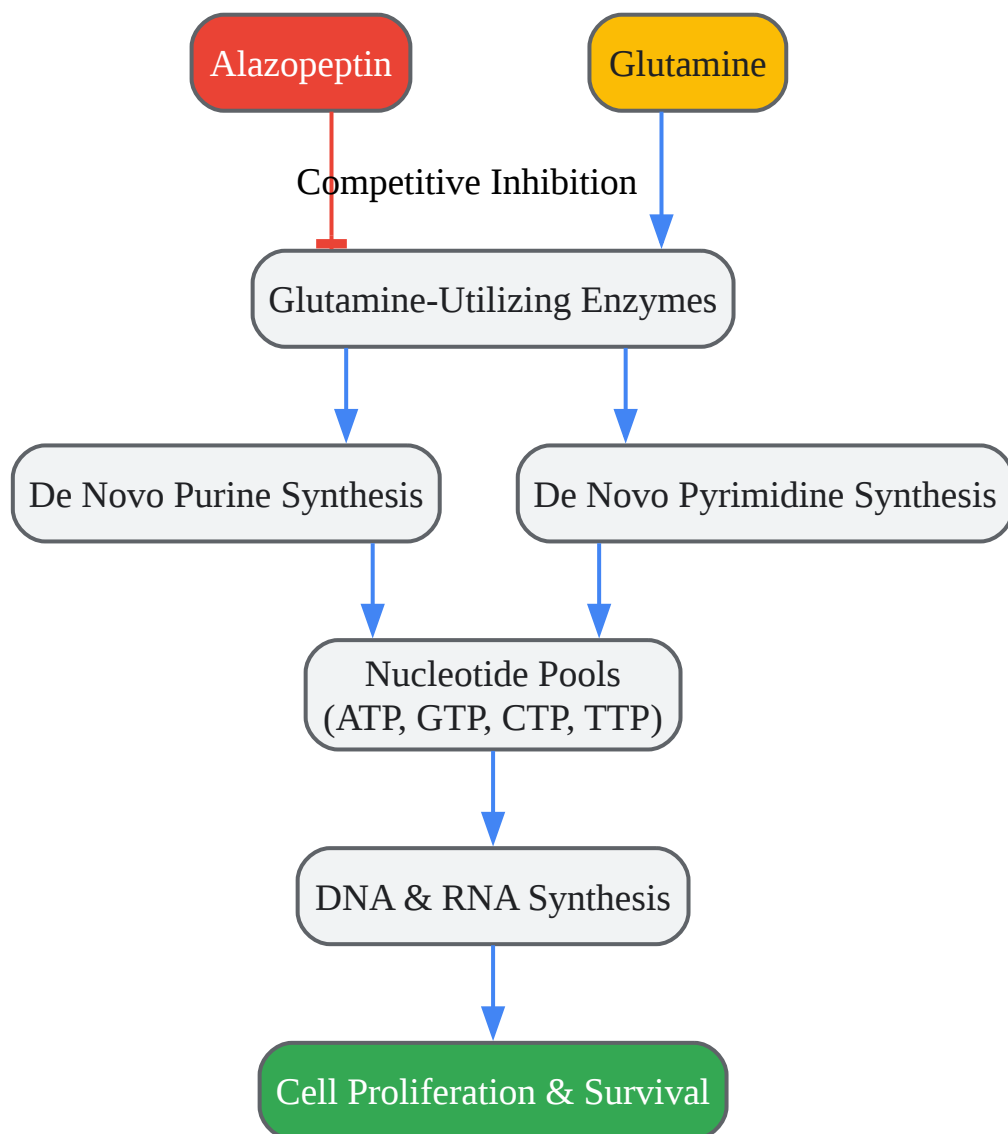 Alazopeptin
Glutamine
Competitive Inhibition
Glutamine-Utilizing Enzymes
De Novo Purine Synthesis
De Novo Pyrimidine Synthesis
Nucleotide Pools
(ATP, GTP, CTP, TTP)
DNA & RNA Synthesis
Cell Proliferation & Survival